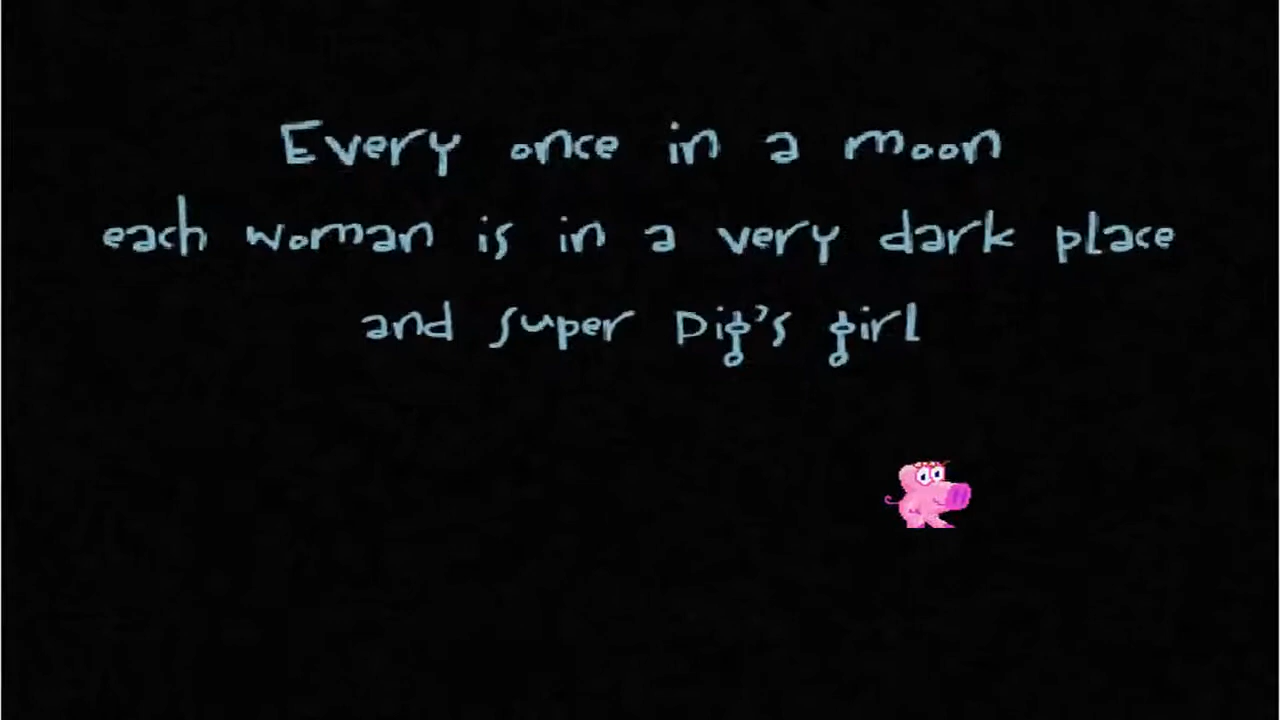 Every once in a moon
each woman is in a very dark place
and super Pig's girl